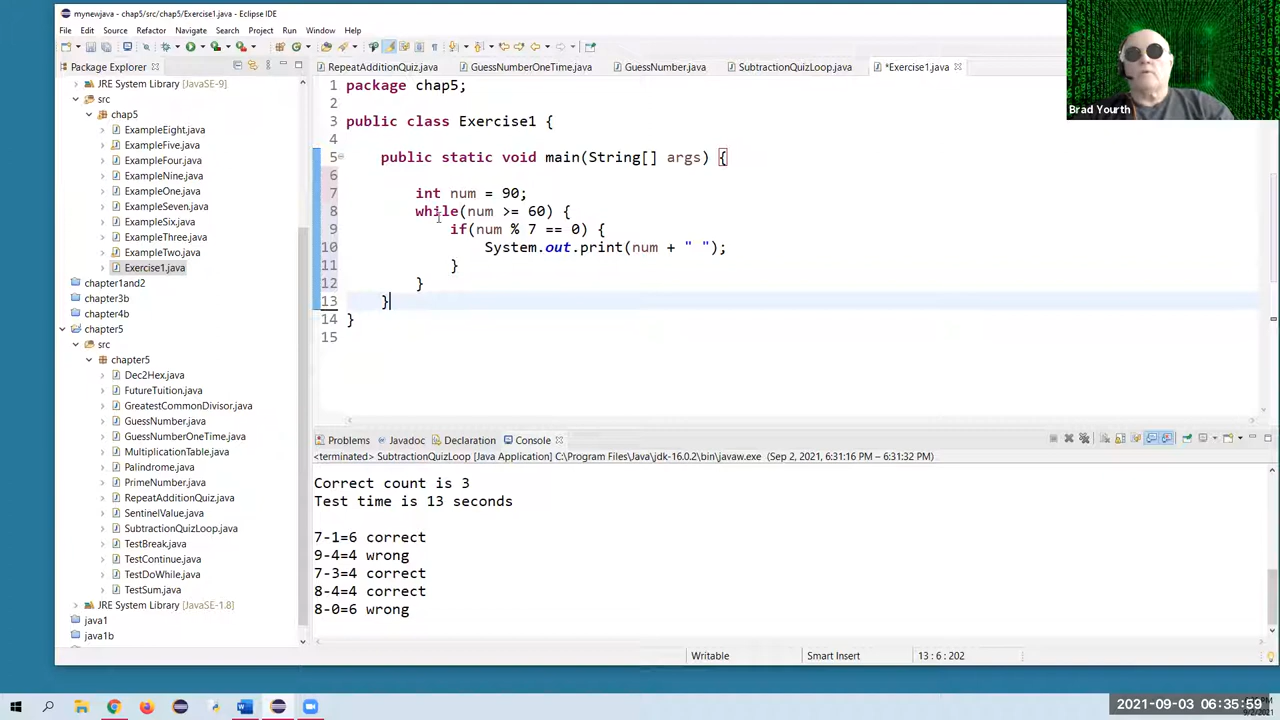 mynewjava - chap5/src/chap5/Exercise1.java - Eclipse IDE
File Edit Source Refactor Navigate Search Project Run Window Help
Package Explorer
JRE System Library [JavaSE-9]
src
chap5
ExampleEight.java
ExampleFive.java
ExampleFour.java
ExampleNine.java
ExampleOne.java
ExampleSeven.java
ExampleSix.java
ExampleThree.java
ExampleTwo.java
Exercise1.java
chapter1and2
chapter3b
chapter4b
chapter5
src
chapter5
Dec2Hex.java
FutureTuition.java
GreatestCommonDivisor.java
GuessNumber.java
GuessNumberOneTime.java
MultiplicationTable.java
Palindrome.java
PrimeNumber.java
RepeatAdditionQuiz.java
SentinelValue.java
SubtractionQuizLoop.java
TestBreak.java
TestContinue.java
TestDoWhile.java
TestSum.java
JRE System Library [JavaSE-1.8]
java1
java1b
RepeatAdditionQuiz.java GuessNumberOneTime.java GuessNumber.java SubtractionQuizLoop.java *Exercise1.java
1 package chap5;
2
3 public class Exercise1 {
4
5 public static void main(String[] args) {
6
7 int num = 90;
8 while(num >= 60) {
9 if(num % 7 == 0) {
10 System.out.print(num + " ");
11 }
12 }
13 }
14 }
15
Brad Yourth
Problems Javadoc Declaration Console
<terminated> SubtractionQuizLoop [Java Application] C:\Program Files\Java\jdk-16.0.2\bin\javaw.exe (Sep 2, 2021, 6:31:16 PM – 6:31:32 PM)
Correct count is 3
Test time is 13 seconds
7-1=6 correct
9-4=4 wrong
7-3=4 correct
8-4=4 correct
8-0=6 wrong
Writable Smart Insert 13 : 6 : 202
2021-09-03 06:35:59
9/2/2021